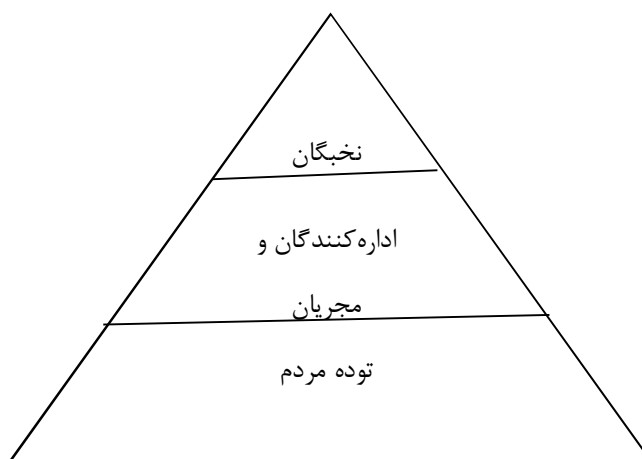 نخبگان
اداره‌کنندگان و
مجریان
توده مردم